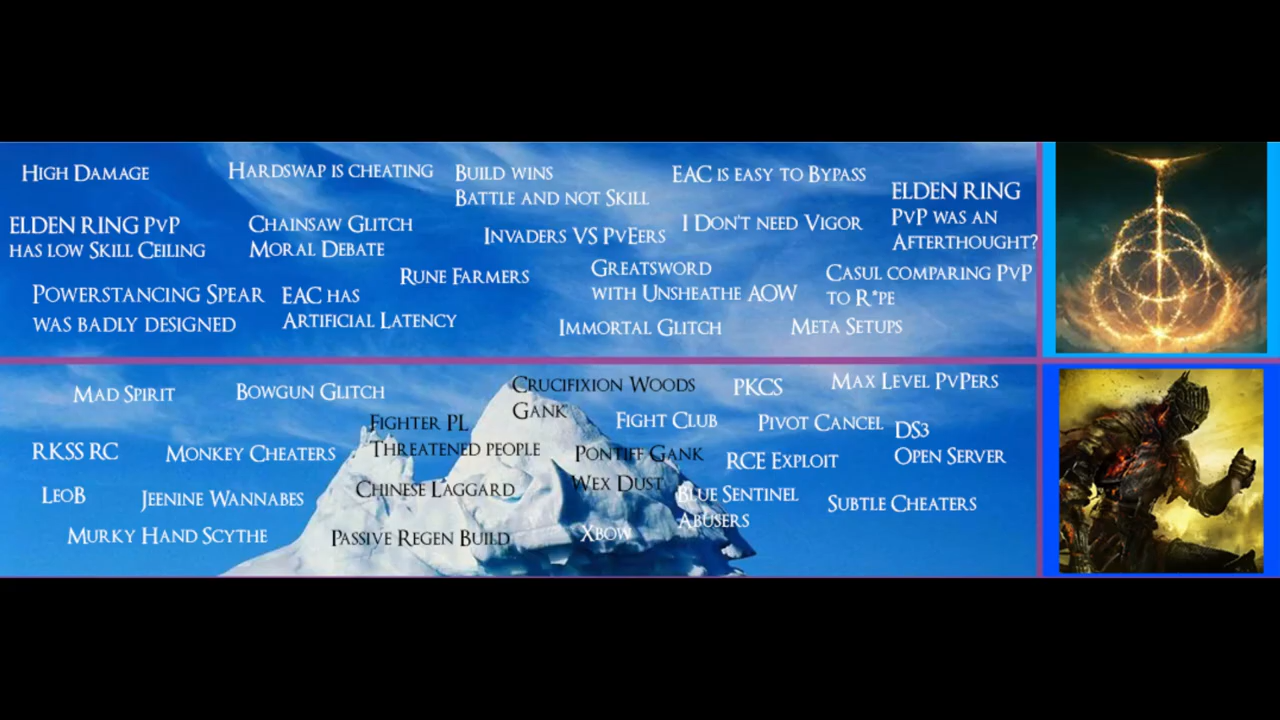 High Damage
Hardswap is cheating
Build wins
Battle and not Skill
EAC is easy to Bypass
ELDEN RING
PvP was an
Afterthought?
ELDEN RING PvP
has low Skill Ceiling
Chainsaw Glitch
Moral Debate
Invaders VS PvEers
I Don't need Vigor
Rune Farmers
Greatsword
with Unsheathe AOW
Casul comparing PvP
to R*pe
Powerstancing Spear
was badly designed
EAC has
Artificial Latency
Immortal Glitch
Meta Setups
Mad Spirit
Bowgun Glitch
Crucifixion Woods
Gank
PKCS
Max Level PvPers
Fighter PL
Threatened people
Fight Club
Pivot Cancel
DS3
Open Server
RKSS RC
Monkey Cheaters
Pontiff Gank
RCE Exploit
LeoB
Jeenine Wannabes
Chinese Laggard
Wex Dust
Blue Sentinel
Abusers
Subtle Cheaters
Murky Hand Scythe
Passive Regen Build
Xbow